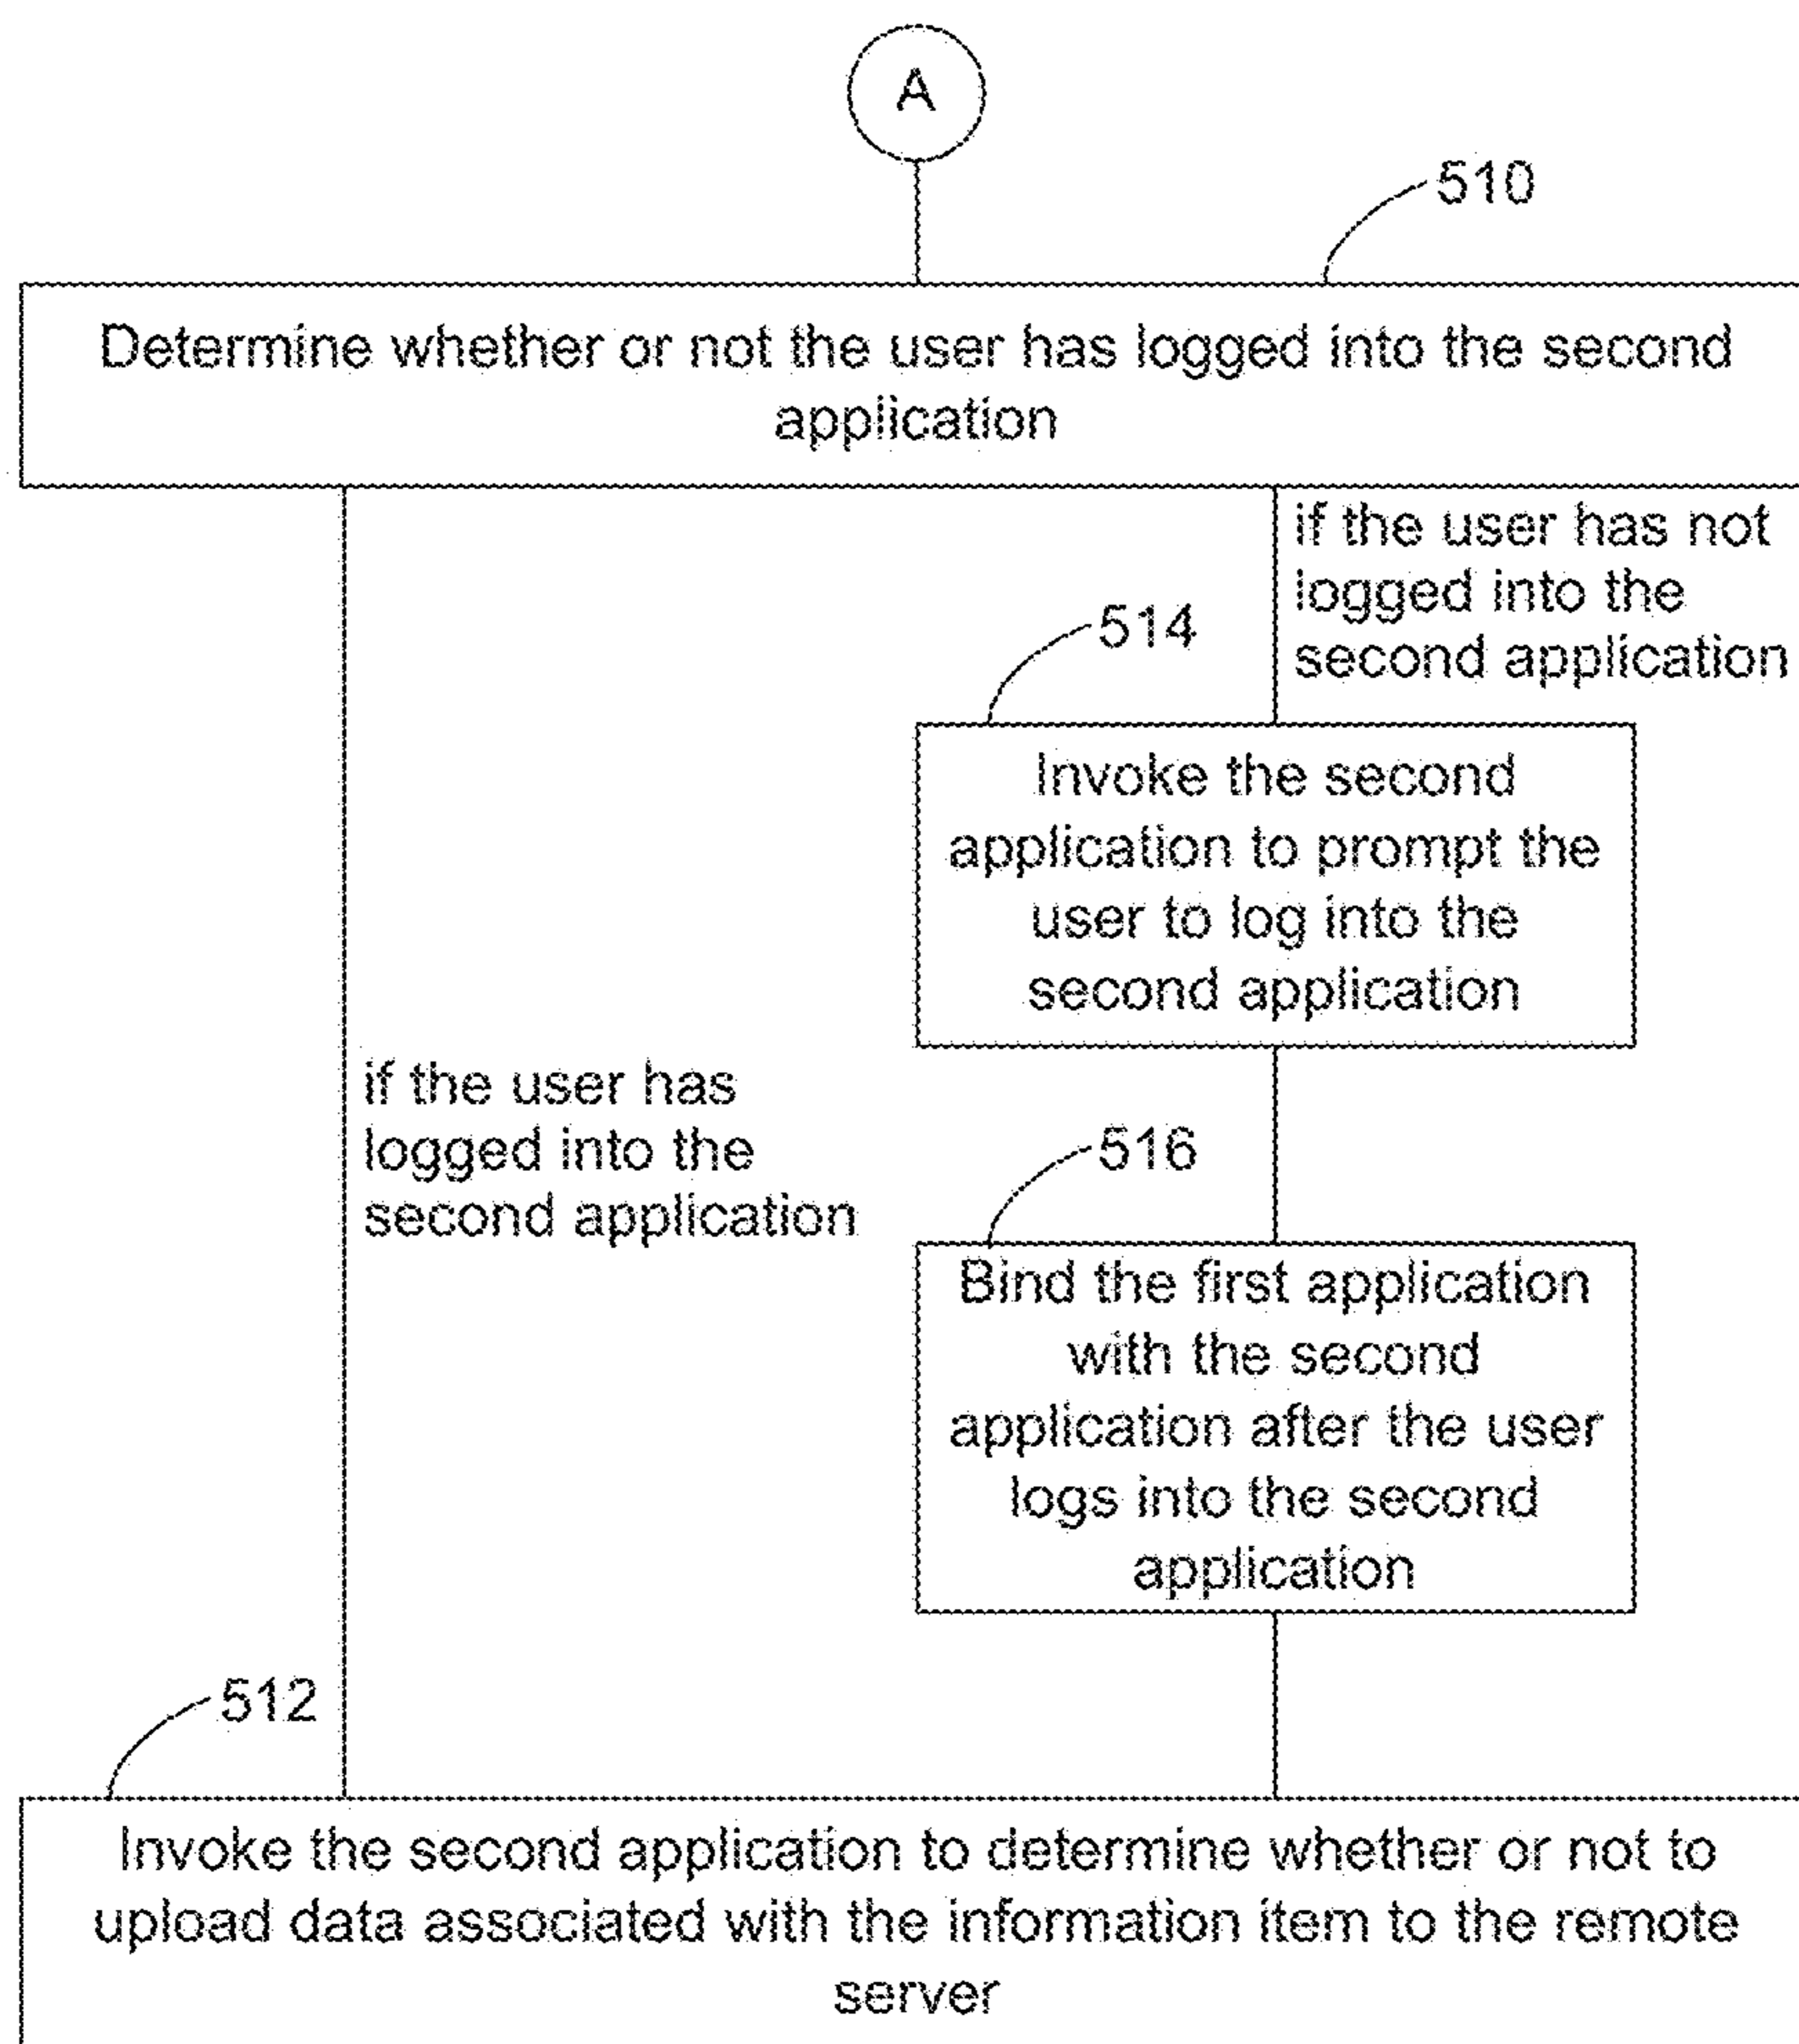 A
510
Determine whether or not the user has logged into the second
application
if the user has not
logged into the
second application
514
Invoke the second
application to prompt the
user to log into the
second application
if the user has
logged into the
second application
516
Bind the first application
with the second
application after the user
logs into the second
application
512
Invoke the second application to determine whether or not to
upload data associated with the information item to the remote
server